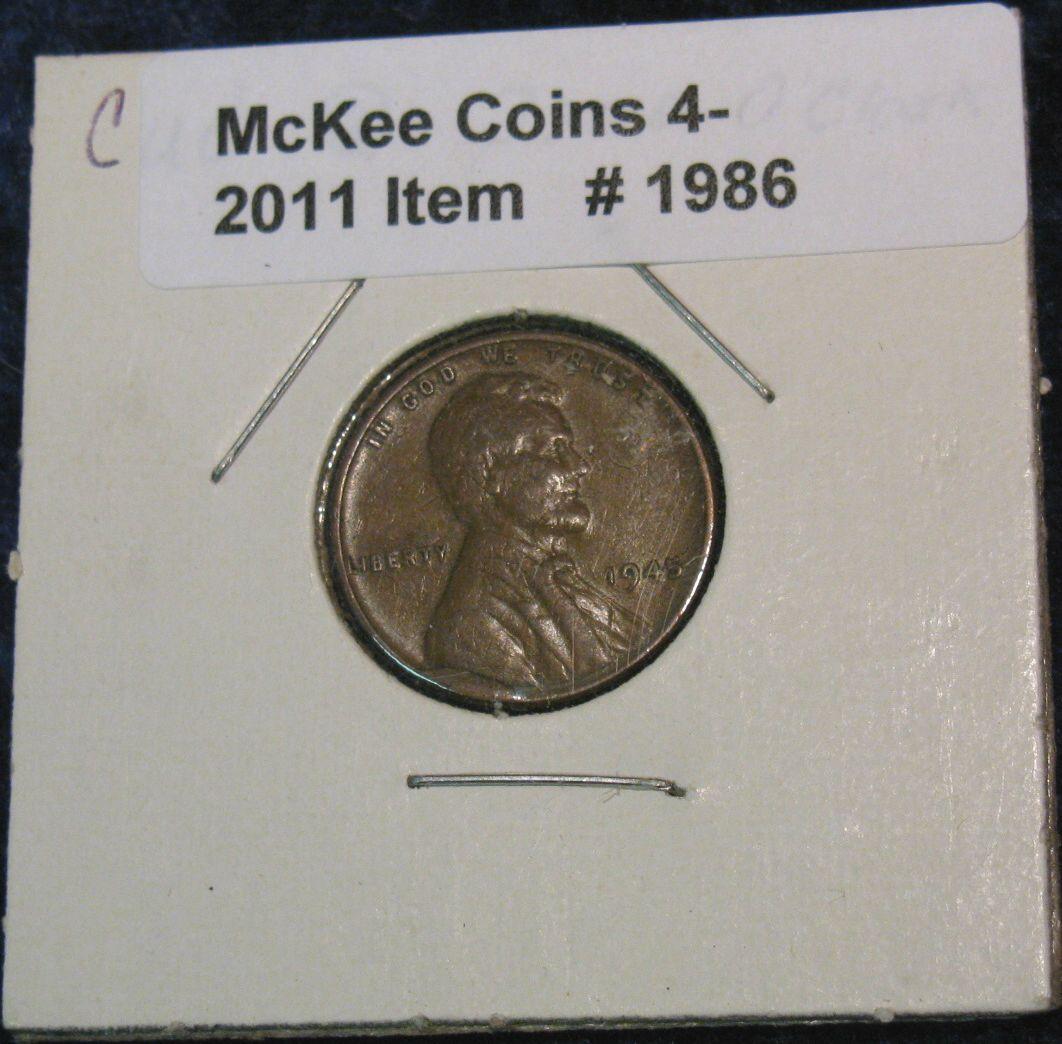 C
McKee Coins 4-
2011 Item # 1986
IN GOD WE TRUST
LIBERTY
1945